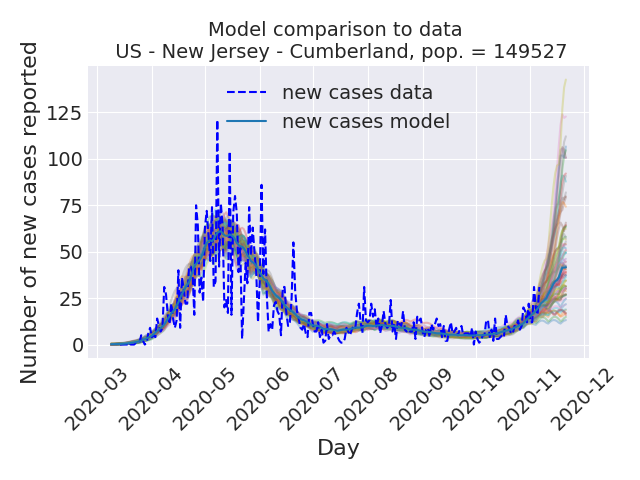 Model comparison to data
US - New Jersey - Cumberland, pop. = 149527
new cases data
new cases model
Number of new cases reported
125
100
75
50
25
0
2020-03
2020-04
2020-05
2020-06
2020-07
2020-08
2020-09
2020-10
2020-11
2020-12
Day